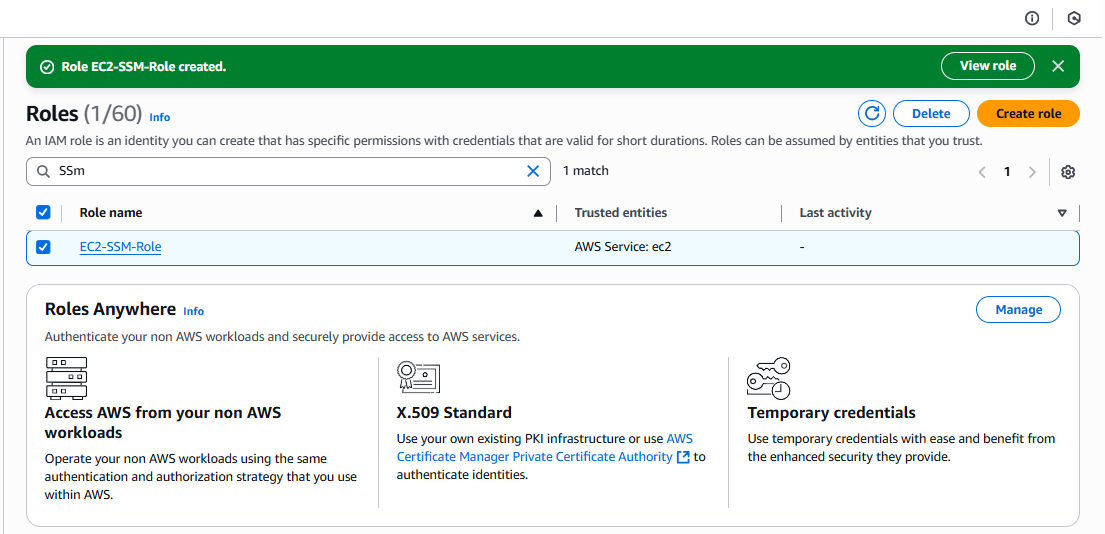 Role EC2-SSM-Role created.
View role
Roles (1/60) Info
Delete
Create role
An IAM role is an identity you can create that has specific permissions with credentials that are valid for short durations. Roles can be assumed by entities that you trust.
SSm
1 match
1
Role name
Trusted entities
Last activity
EC2-SSM-Role
AWS Service: ec2
-
Roles Anywhere Info
Manage
Authenticate your non AWS workloads and securely provide access to AWS services.
Access AWS from your non AWS
workloads
Operate your non AWS workloads using the same
authentication and authorization strategy that you use
within AWS.
X.509 Standard
Use your own existing PKI infrastructure or use AWS
Certificate Manager Private Certificate Authority to
authenticate identities.
Temporary credentials
Use temporary credentials with ease and benefit from
the enhanced security they provide.